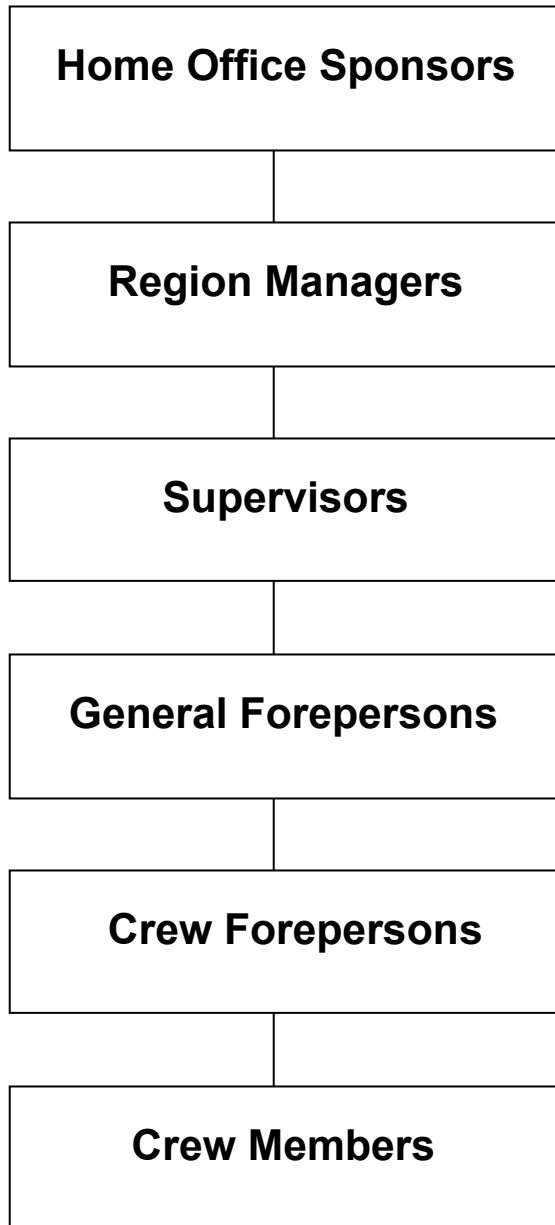 Home Office Sponsors
Region Managers
Supervisors
General Forepersons
Crew Forepersons
Crew Members